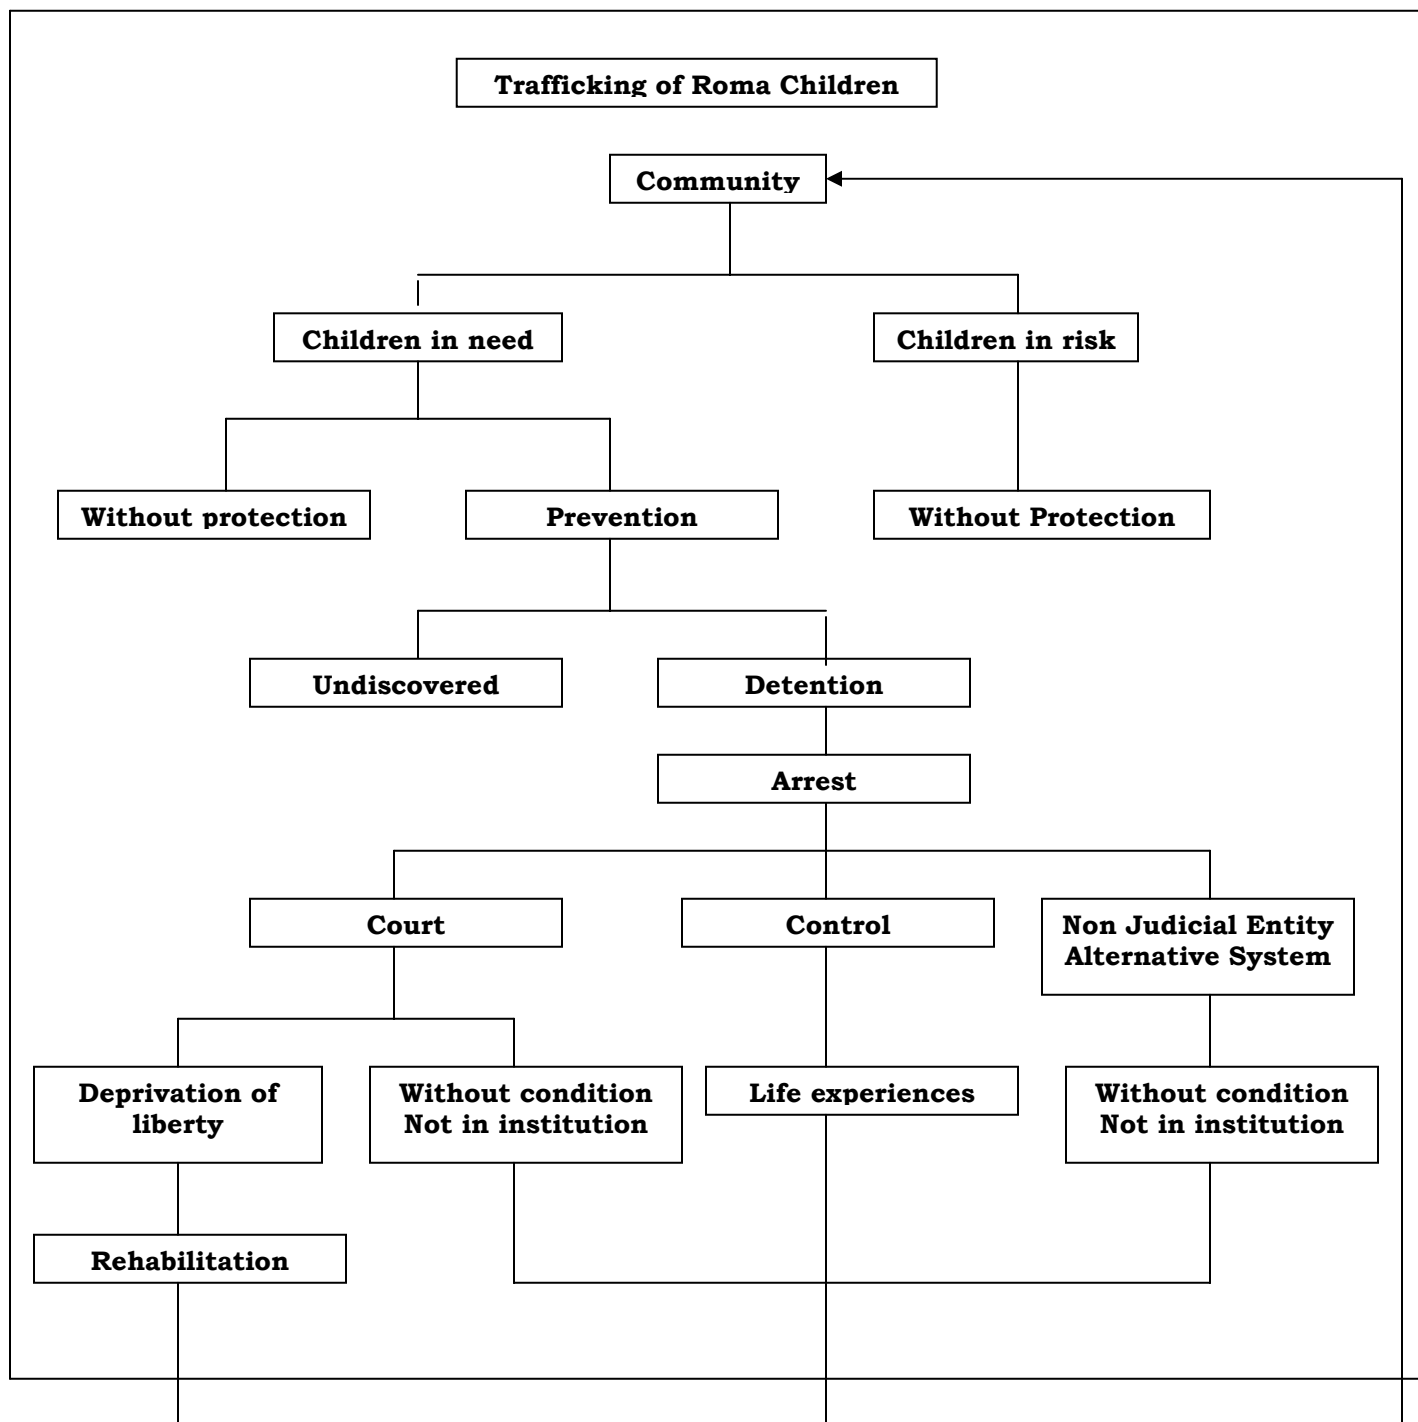 Trafficking of Roma Children
Community
Children in need
Children in risk
Without protection
Prevention
Without Protection
Undiscovered
Detention
Arrest
Court
Control
Non Judicial Entity
Alternative System
Deprivation of
liberty
Without condition
Not in institution
Life experiences
Without condition
Not in institution
Rehabilitation